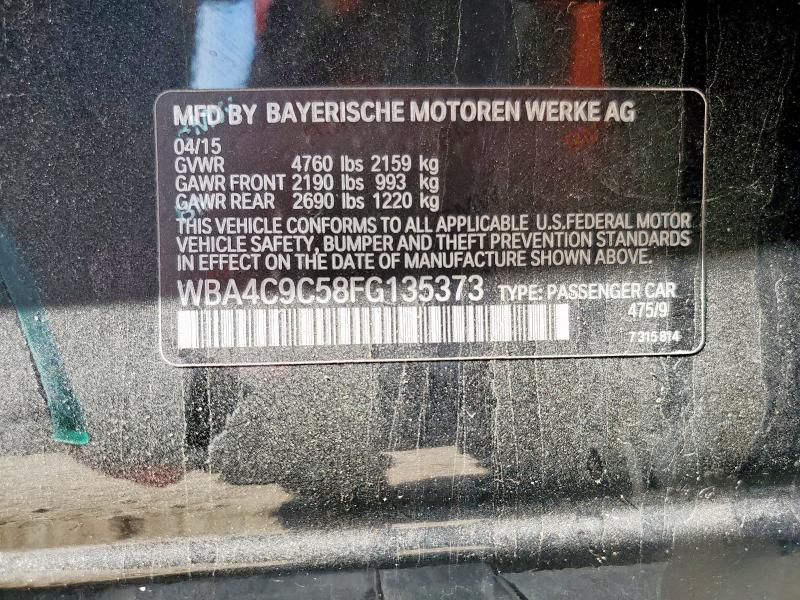 MFD BY BAYERISCHE MOTOREN WERKE AG
04/15
GVWR 4760 lbs 2159 kg
GAWR FRONT 2190 lbs 993 kg
GAWR REAR 2690 lbs 1220 kg
THIS VEHICLE CONFORMS TO ALL APPLICABLE U.S.FEDERAL MOTOR
VEHICLE SAFETY, BUMPER AND THEFT PREVENTION STANDARDS
IN EFFECT ON THE DATE OF MANUFACTURE SHOWN ABOVE.
WBA4C9C58FG135373 TYPE: PASSENGER CAR
475/9
7 315 814